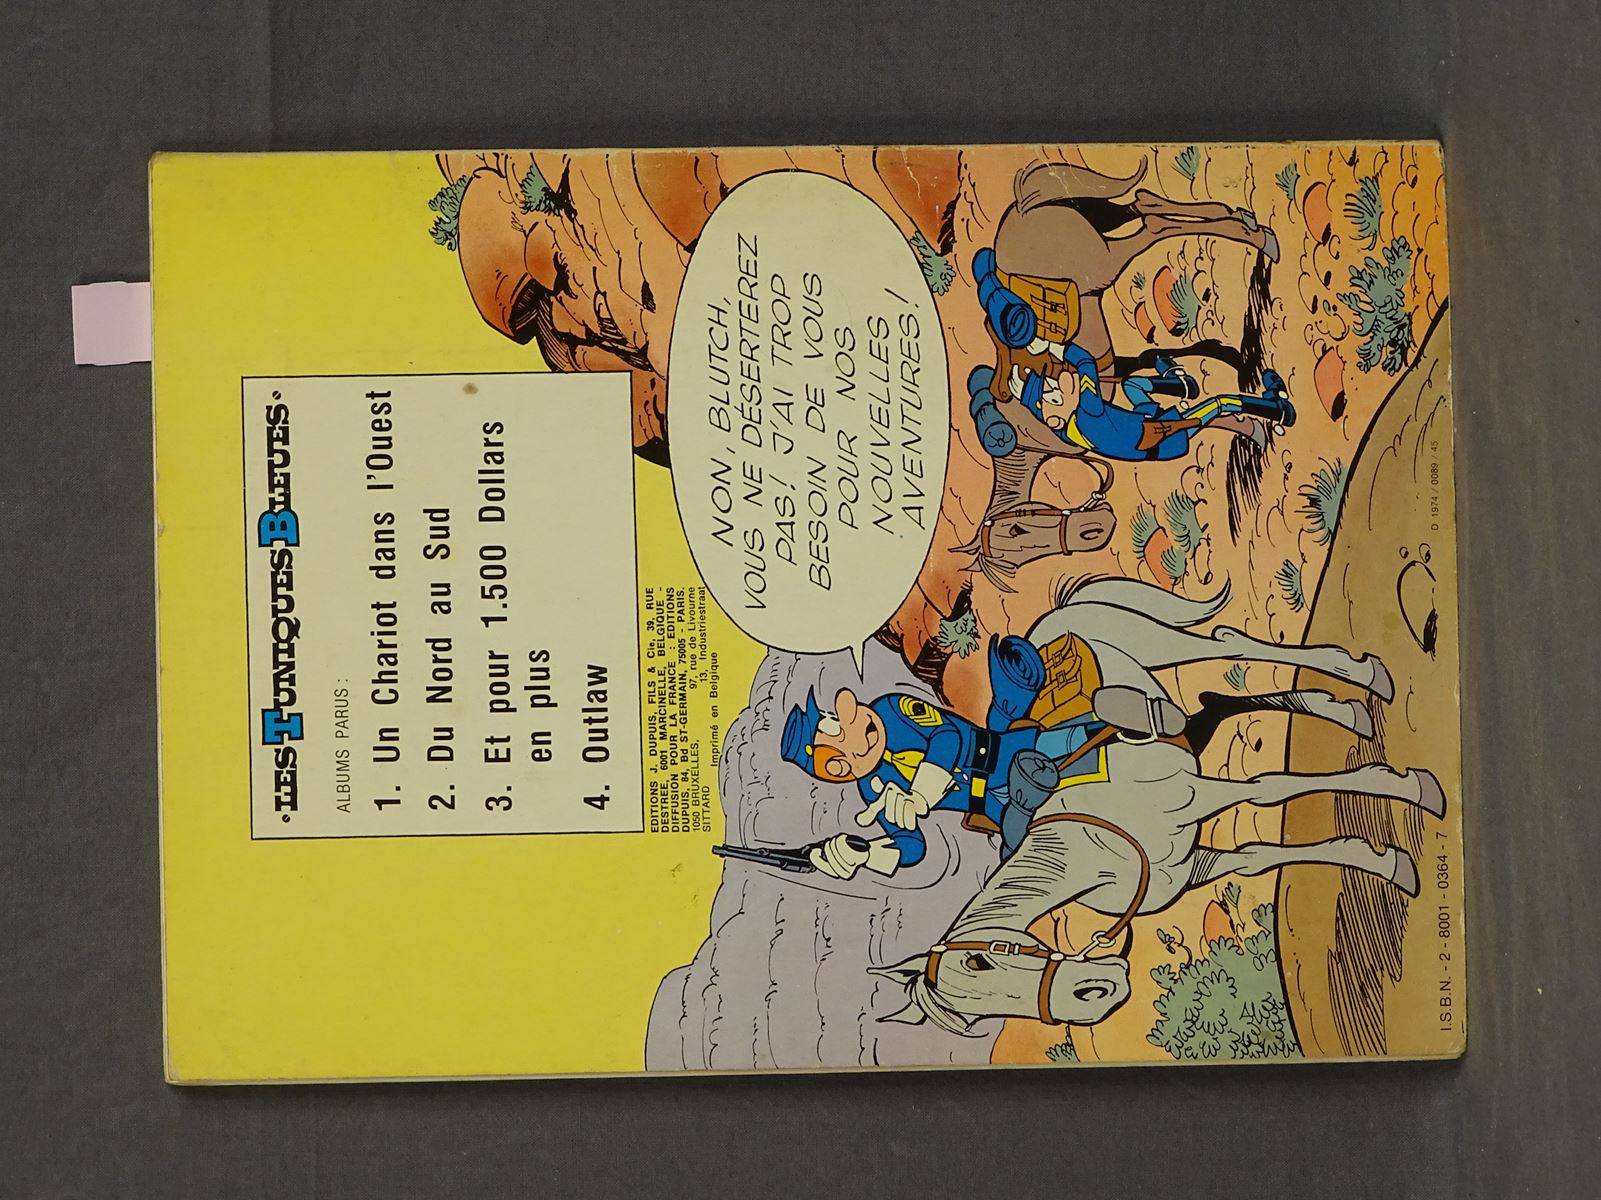 • LES TUNIQUES BLEUES •
ALBUMS PARUS :
1. Un Chariot dans l'Ouest
2. Du Nord au Sud
3. Et pour 1.500 Dollars
en plus
4. Outlaw
EDITIONS J. DUPUIS, FILS & Cie, 39, RUE
DESTREE, 6001 MARCINELLE, BELGIQUE -
DIFFUSION POUR LA FRANCE : EDITIONS
DUPUIS, 84, Bd ST-GERMAIN, 75005 - PARIS.
1050 BRUXELLES, 97, rue de Livourne
SITTARD 13, Industriestraat
Imprimé en Belgique
NON, BLUTCH,
VOUS NE DÉSERTEREZ
PAS! J'AI TROP
BESOIN DE VOUS
POUR NOS
NOUVELLES
AVENTURES!
D 1974 / 0089 / 45
I.S.B.N. - 2 - 8001 - 0364 - 7